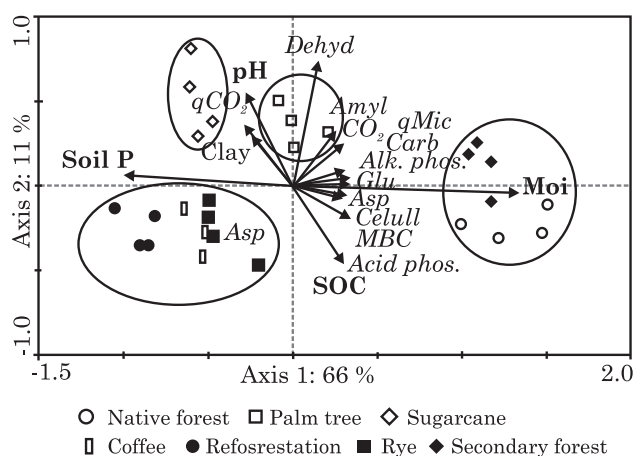 1.0
Dehyd
pH
qCO2
Amyl
CO2 qMic
Carb
Clay
Alk. phos.
Soil P
Glu
Moi
Asp
Celull
Asp
MBC
Acid phos.
SOC
Axis 2: 11 %
-1.0
-1.5
Axis 1: 66 %
2.0
Native forest Palm tree Sugarcane
Coffee Refosrestation Rye Secondary forest